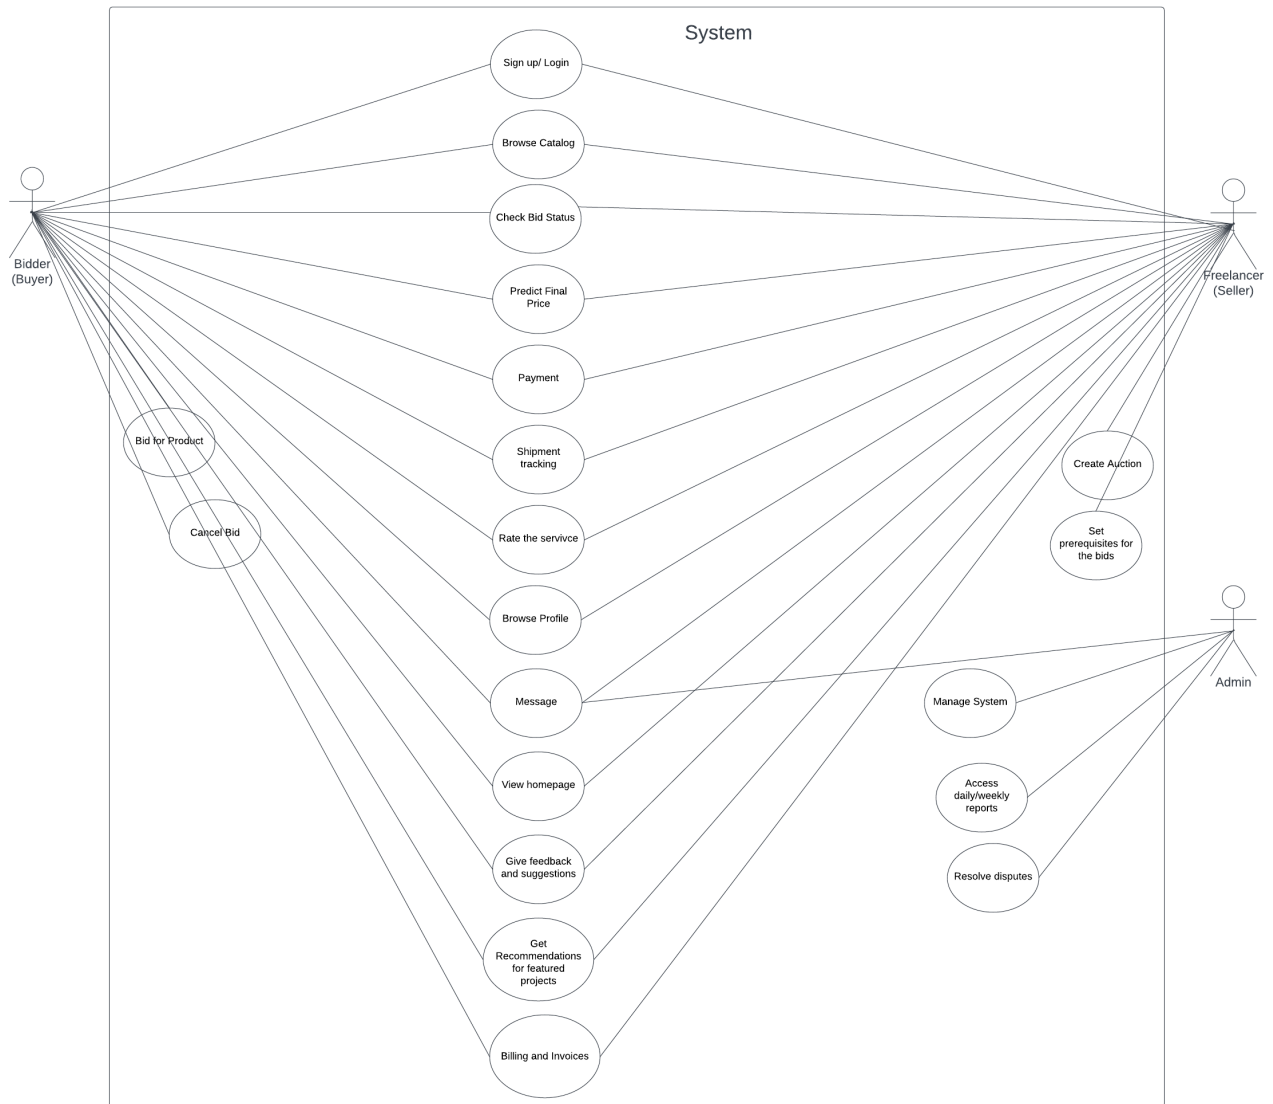 System
Sign up/ Login
Browse Catalog
Check Bid Status
Bidder
(Buyer)
Freelancer
(Seller)
Predict Final
Price
Payment
Bid for Product
Shipment
tracking
Create Auction
Cancel Bid
Rate the servivce
Set
prerequisites for
the bids
Browse Profile
Message
Manage System
Admin
View homepage
Access
daily/weekly
reports
Give feedback
and suggestions
Resolve disputes
Get
Recommendations
for featured
projects
Billing and Invoices